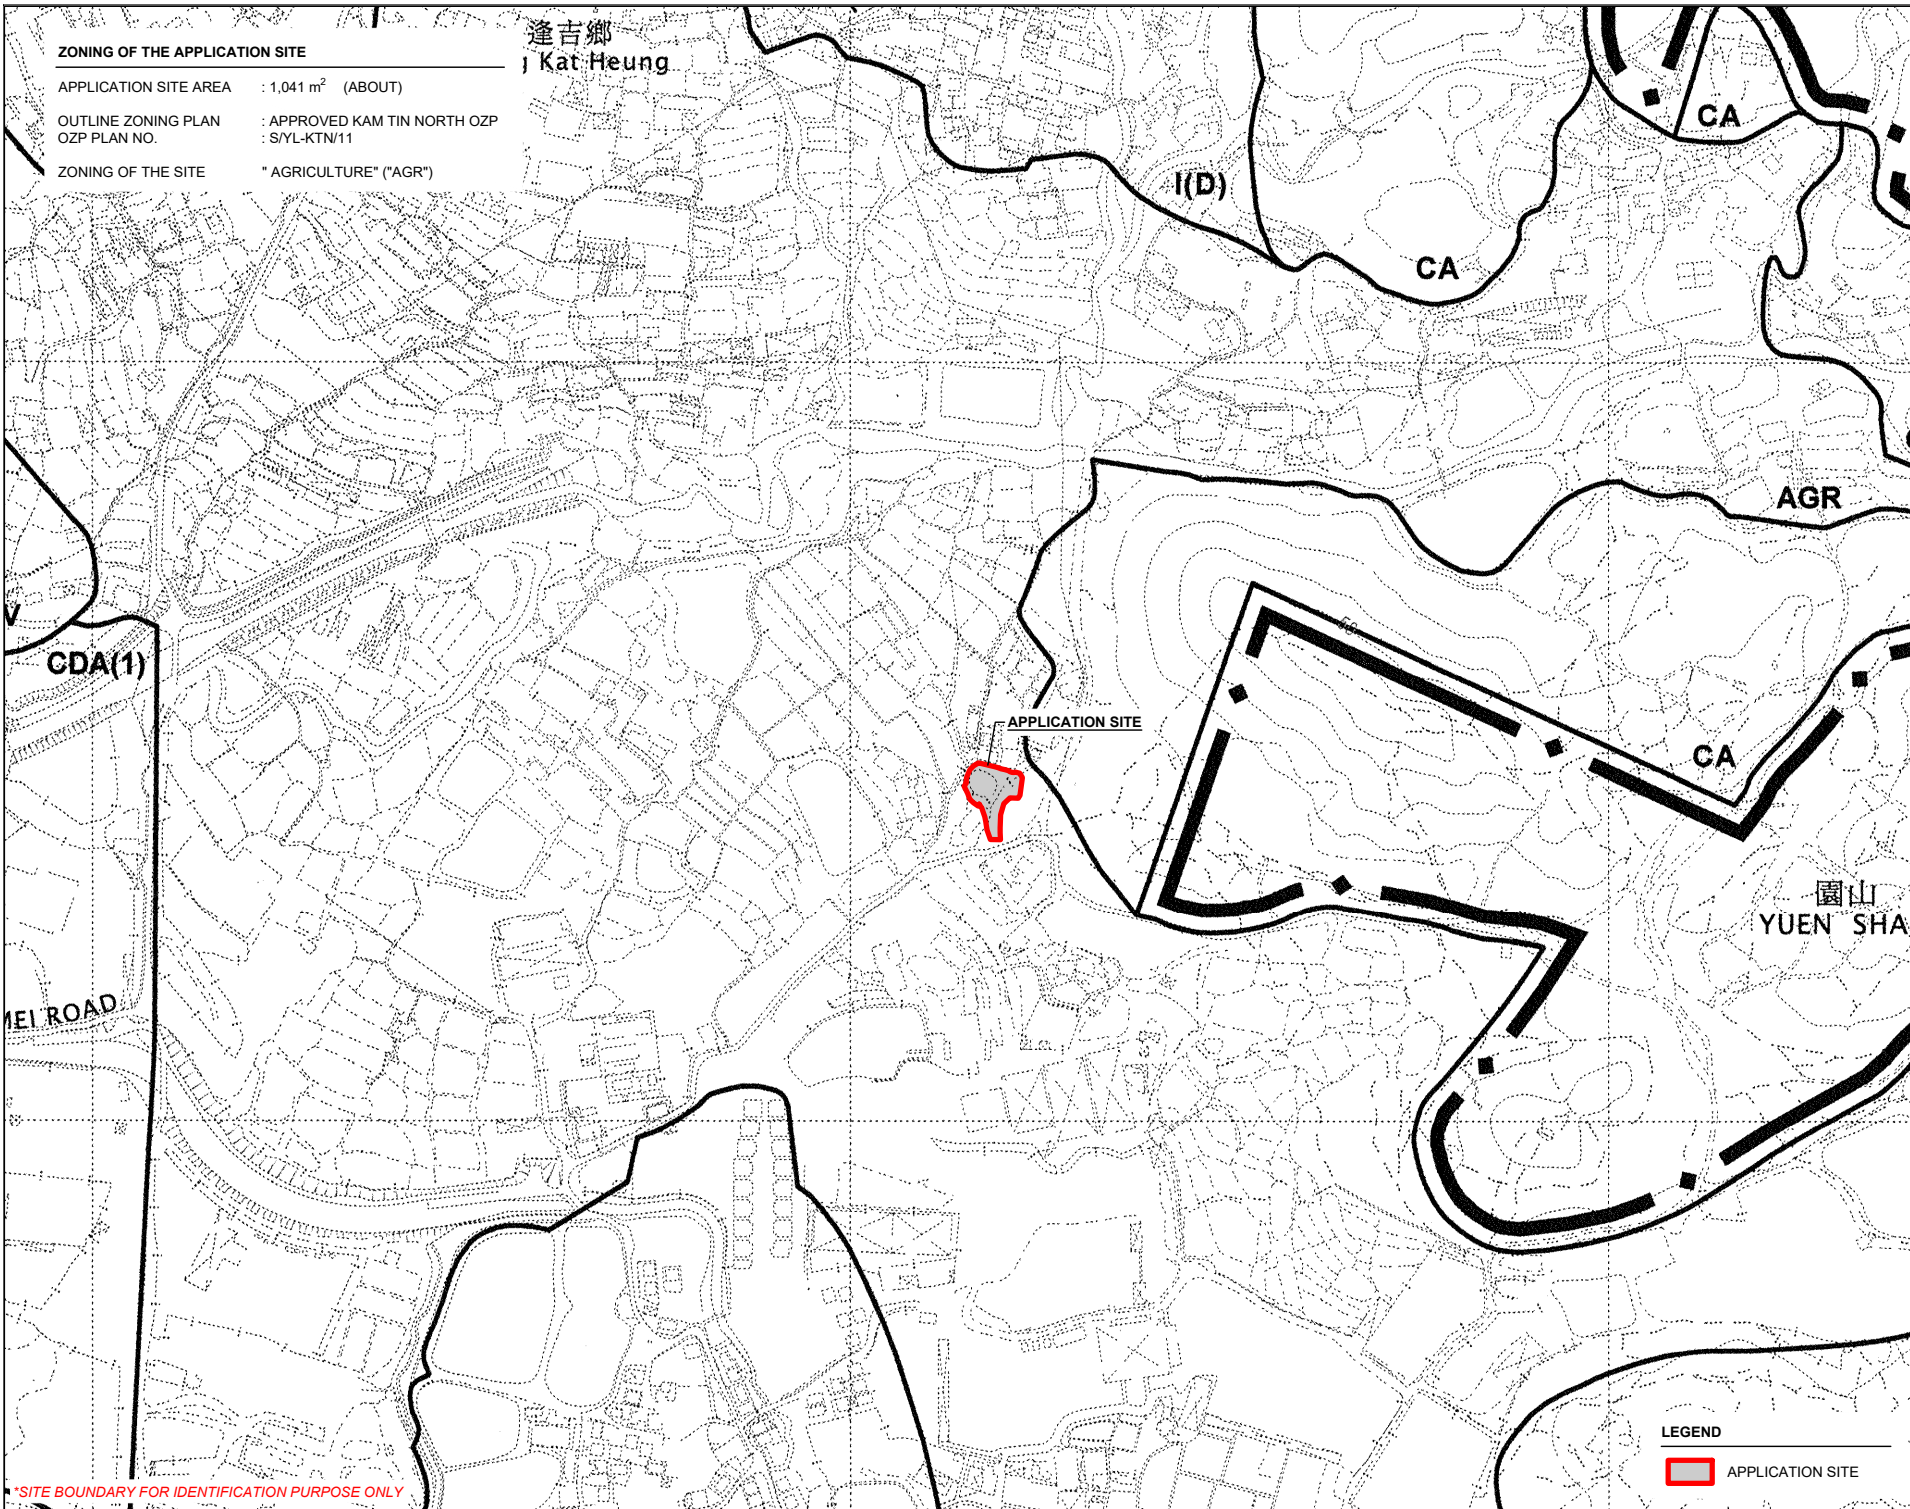 ZONING OF THE APPLICATION SITE
APPLICATION SITE AREA : 1,041 m² (ABOUT)
OUTLINE ZONING PLAN : APPROVED KAM TIN NORTH OZP
OZP PLAN NO. : S/YL-KTN/11
ZONING OF THE SITE " AGRICULTURE" ("AGR")
逢吉鄉
Kat Heung
CA
I(D)
CA
AGR
V
CDA(1)
50
APPLICATION SITE
CA
園山
YUEN SHA
MEI ROAD
LEGEND
APPLICATION SITE
*SITE BOUNDARY FOR IDENTIFICATION PURPOSE ONLY